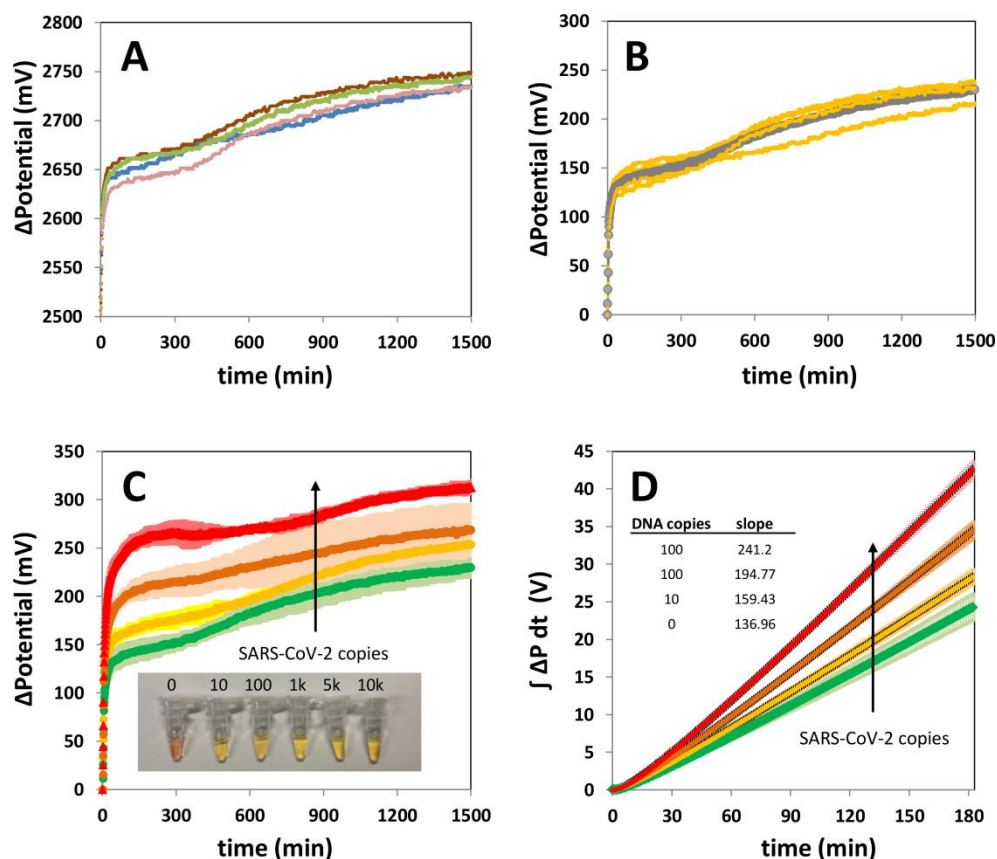 A
ΔPotential (mV)
2800
2750
2700
2650
2600
2550
2500
0 300 600 900 1200 1500
time (min)
B
ΔPotential (mV)
300
250
200
150
100
50
0
0 300 600 900 1200 1500
time (min)
C
ΔPotential (mV)
350
300
250
200
150
100
50
0
SARS-CoV-2 copies
0 10 100 1k 5k 10k
0 300 600 900 1200 1500
time (min)
D
∫ ΔP dt (V)
45
40
35
30
25
20
15
10
5
0
DNA copies slope
100 241.2
100 194.77
10 159.43
0 136.96
SARS-CoV-2 copies
0 30 60 90 120 150 180
time (min)